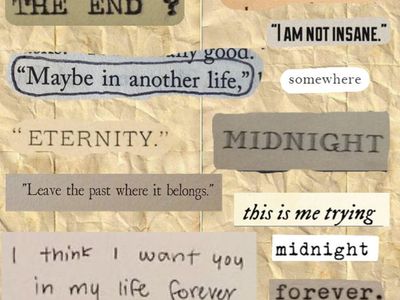 THE END?
"I AM NOT INSANE."
any good.
"Maybe in another life,"
somewhere
"ETERNITY."
MIDNIGHT
"Leave the past where it belongs."
this is me trying
I think I want you
in my life forever
midnight
forever.